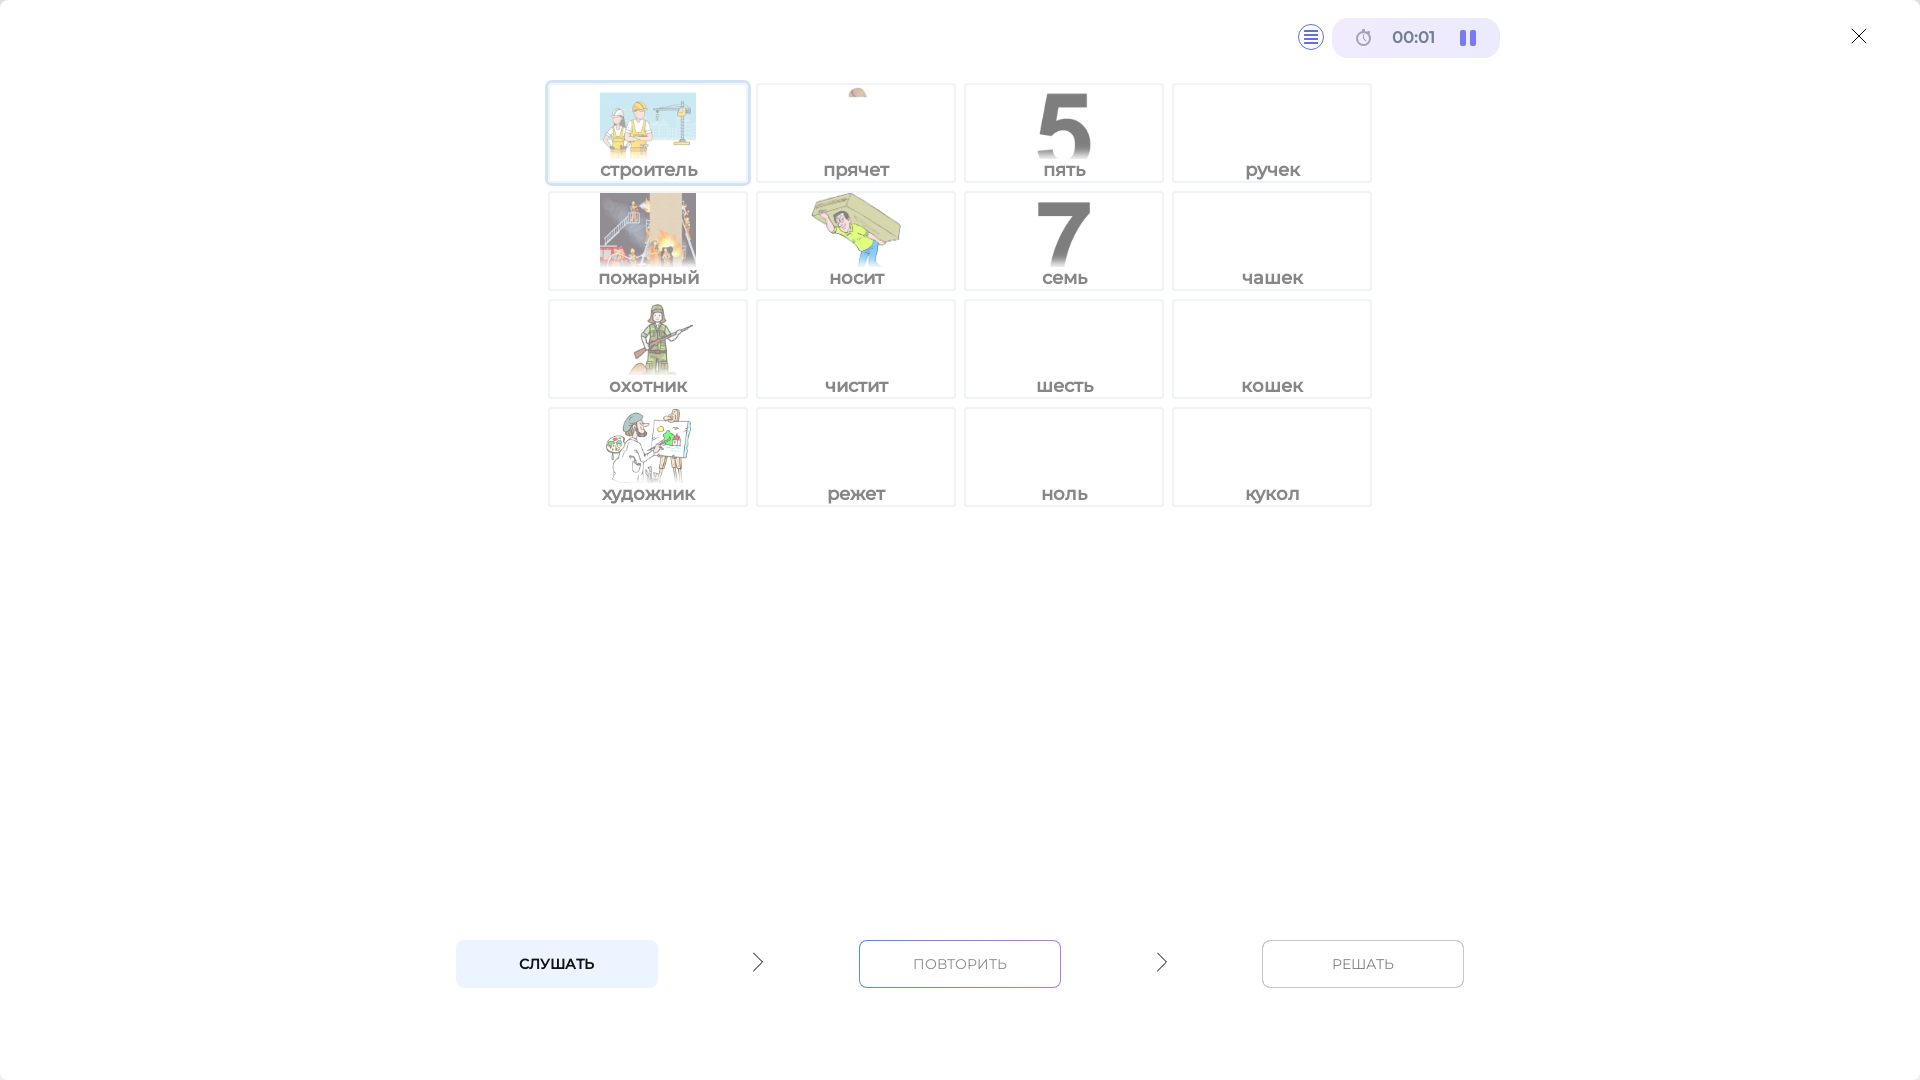 00:01
строитель прячет 5 пять ручек
пожарный носит 7 семь чашек
охотник чистит шесть кошек
художник режет ноль кукол
СЛУШАТЬ ПОВТОРИТЬ РЕШАТЬ